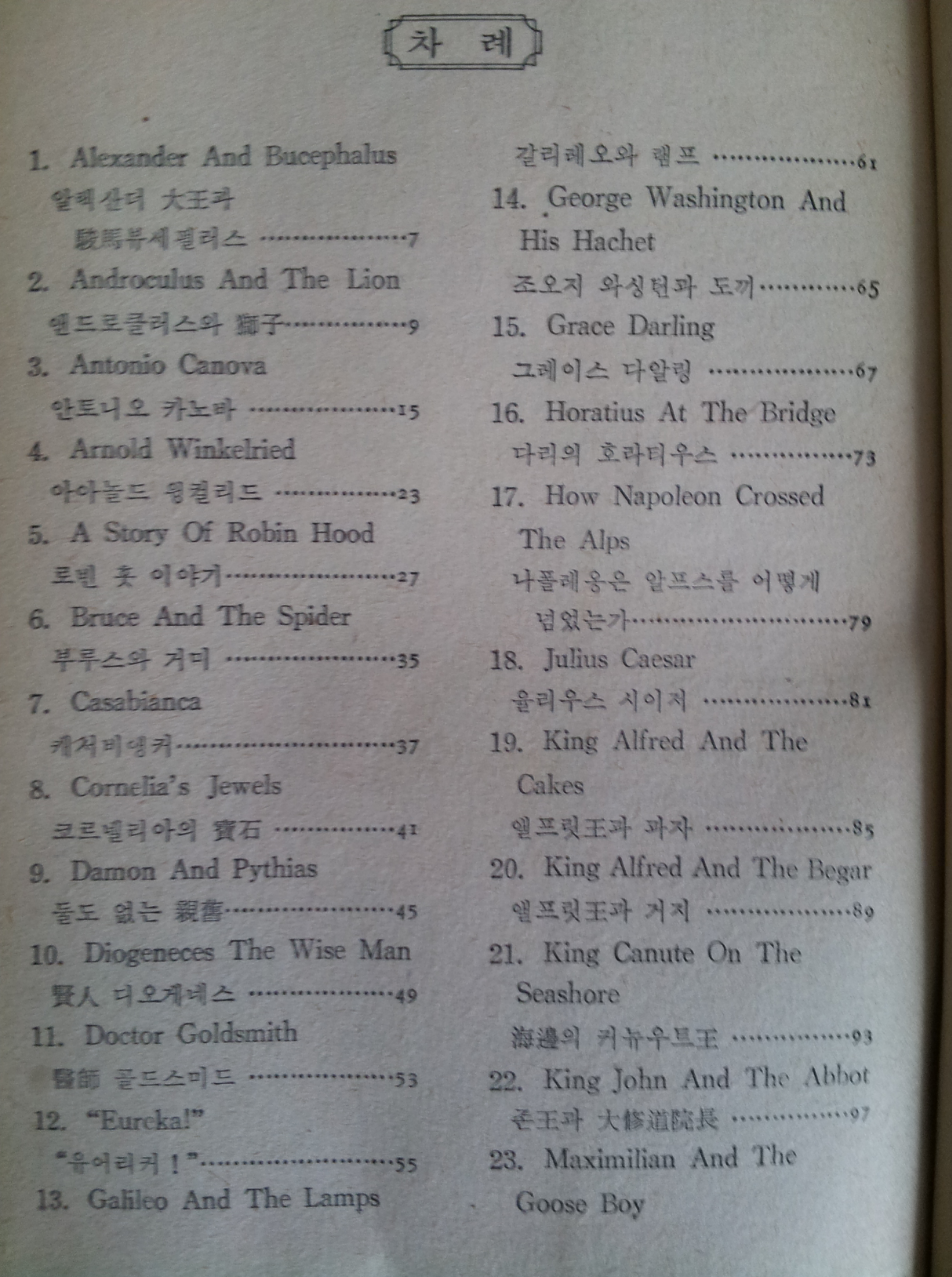 차 례
1. Alexander And Bucephalus
알렉산더 大王과
駿馬뷰세펄러스 ··················7
2. Androculus And The Lion
앤드로클러스와 獅子···············9
3. Antonio Canova
안토니오 카노바 ··················15
4. Arnold Winkelried
아아놀드 윙컬리드 ···············23
5. A Story Of Robin Hood
로빈 훗 이야기·····················27
6. Bruce And The Spider
부루스와 거미 ·····················35
7. Casabianca
캐저비앵커···························37
8. Cornelia's Jewels
코르넬리아의 寶石 ···············41
9. Damon And Pythias
둘도 없는 親舊·····················45
10. Diogeneces The Wise Man
賢人 디오게네스 ··················49
11. Doctor Goldsmith
醫師 골드스미드 ··················53
12. “Eureka!”
“유어리커！”························55
13. Galileo And The Lamps
갈리레오와 램프 ··················61
14. George Washington And
His Hachet
조오지 와싱턴과 도끼············65
15. Grace Darling
그레이스 다알링 ··················67
16. Horatius At The Bridge
다리의 호라티우스 ···············73
17. How Napoleon Crossed
The Alps
나폴레옹은 알프스를 어떻게
넘었는가···························79
18. Julius Caesar
율리우스 시이저 ··················81
19. King Alfred And The
Cakes
앨프릿王과 과자 ··················85
20. King Alfred And The Begar
앨프릿王과 거지 ··················89
21. King Canute On The
Seashore
海邊의 커뉴우트王 ···············93
22. King John And The Abbot
존王과 大修道院長 ···············97
23. Maximilian And The
Goose Boy